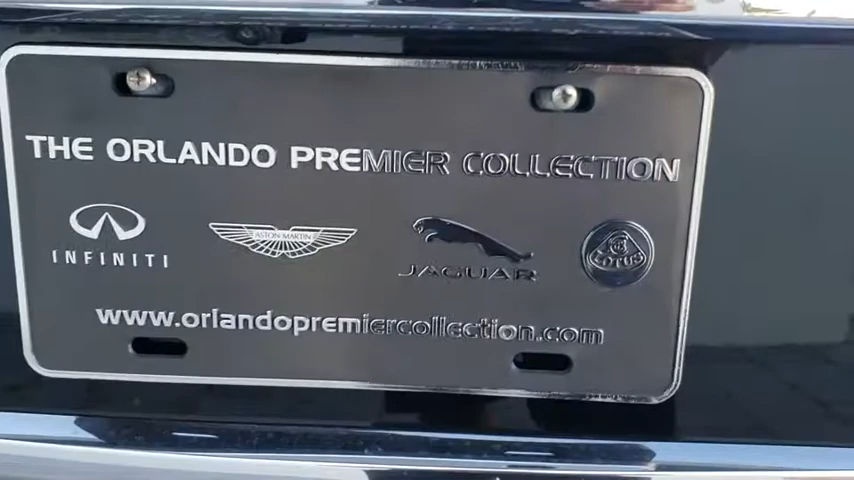 THE ORLANDO PREMIER COLLECTION
ASTON MARTIN
LOTUS
INFINITI
JAGUAR
www.orlandopremiercollection.com